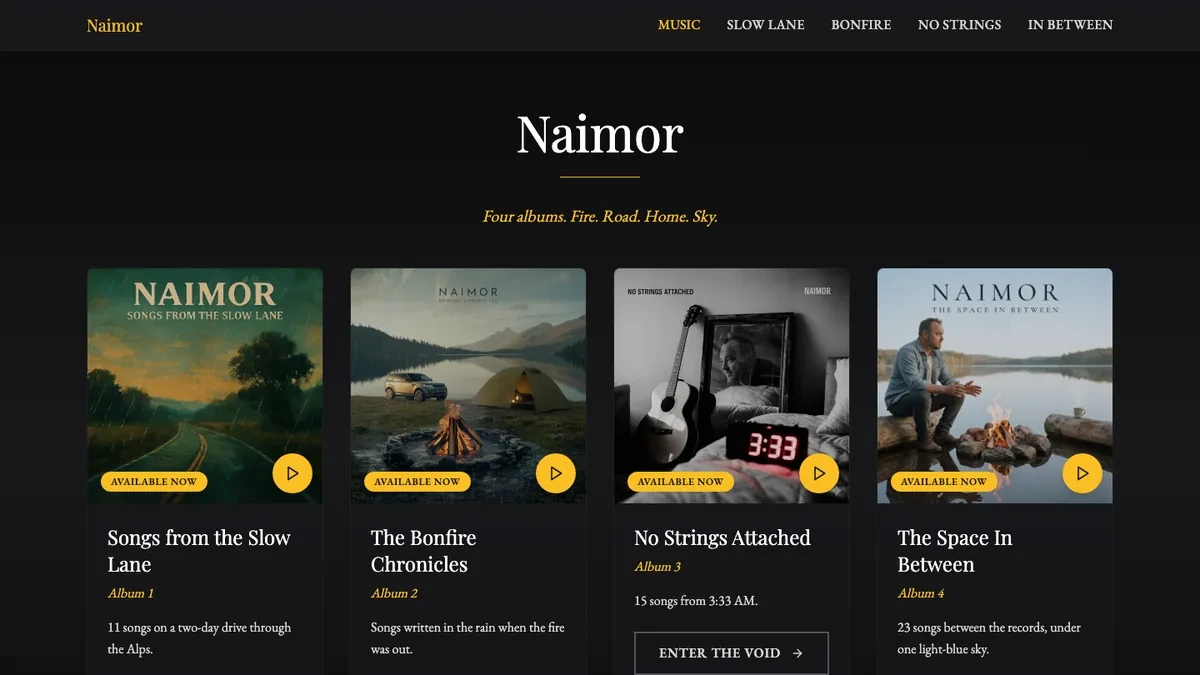 Naimor
MUSIC SLOW LANE BONFIRE NO STRINGS IN BETWEEN
Naimor
Four albums. Fire. Road. Home. Sky.
NAIMOR
SONGS FROM THE SLOW LANE
AVAILABLE NOW
NAIMOR
AVAILABLE NOW
NO STRINGS ATTACHED
NAIMOR
3:33
AVAILABLE NOW
NAIMOR
THE SPACE IN BETWEEN
AVAILABLE NOW
Songs from the Slow
Lane
Album 1
11 songs on a two-day drive through
the Alps.
The Bonfire
Chronicles
Album 2
Songs written in the rain when the fire
was out.
No Strings Attached
Album 3
15 songs from 3:33 AM.
ENTER THE VOID →
The Space In
Between
Album 4
23 songs between the records, under
one light-blue sky.